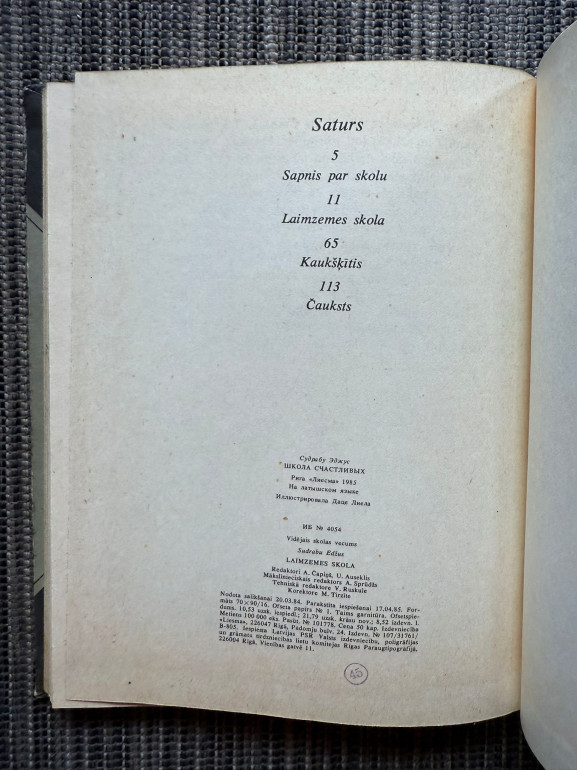 Saturs
5
Sapnis par skolu
11
Laimzemes skola
65
Kaukšķītis
113
Čauksts
Судрабу Эджус
ШКОЛА СЧАСТЛИВЫХ
Рига «Лиесма» 1985
На латышском языке
Иллюстрировала Даце Лиела
ИБ № 4054
Vidējais skolas vecums
Sudrabu Edžus
LAIMZEMES SKOLA
Redaktori A. Čapiņš, U. Auseklis
Mākslinieciskais redaktors A. Sprūdžs
Tehniskā redaktore V. Ruskule
Korektore M. Tirzīte
Nodota salikšanai 20.03.84. Parakstīta iespiešanai 17.04.85. For-
māts 70×90/16. Ofseta papīrs № 1. Taims garnitūra. Ofsetspie-
dums. 10,53 uzsk. iespiedl.; 21,79 uzsk. krāsu nov.; 8,52 izdevn. l.
Metiens 100 000 eks. Pasūt. № 101778. Cena 50 kap. Izdevniecība
«Liesma», 226047 Rīgā, Padomju bulv. 24. Izdevn. № 107/31761/
B-805. Iespiests Latvijas PSR Valsts izdevniecību, poligrāfijas
un grāmatu tirdzniecības lietu komitejas Rīgas Paraugtipogrāfijā,
226004 Rīgā, Vienības gatvē 11.
45